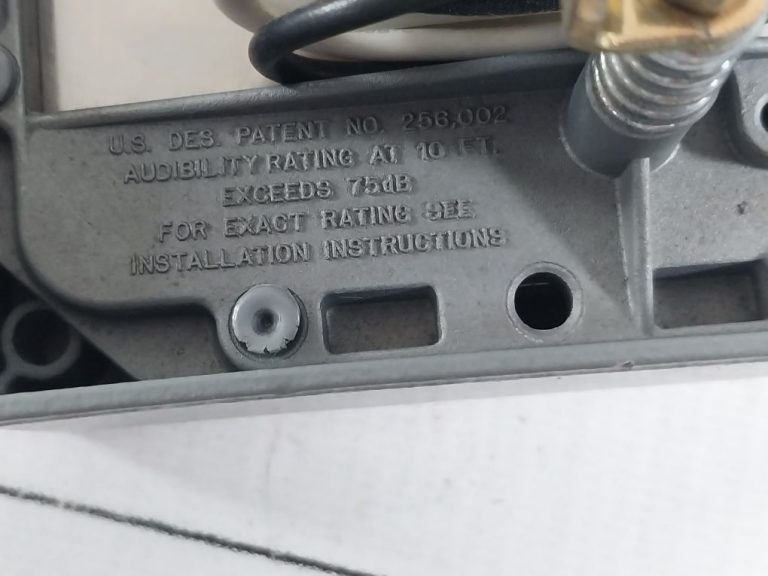 U.S. DES. PATENT NO. 256,002
AUDIBILITY RATING AT 10 FT.
EXCEEDS 75dB
FOR EXACT RATING SEE
INSTALLATION INSTRUCTIONS